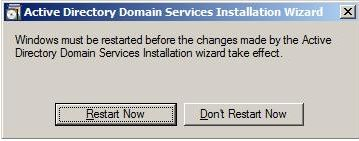 Active Directory Domain Services Installation Wizard
Windows must be restarted before the changes made by the Active
Directory Domain Services Installation wizard take effect.
Restart Now
Don't Restart Now